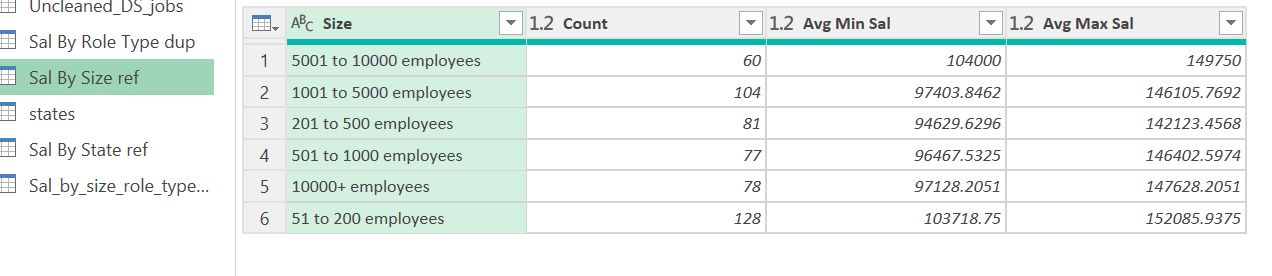 Uncleaned_DS_jobs
Sal By Role Type dup
Sal By Size ref
states
Sal By State ref
Sal_by_size_role_type...
ABC Size 1.2 Count 1.2 Avg Min Sal 1.2 Avg Max Sal
1 5001 to 10000 employees 60 104000 149750
2 1001 to 5000 employees 104 97403.8462 146105.7692
3 201 to 500 employees 81 94629.6296 142123.4568
4 501 to 1000 employees 77 96467.5325 146402.5974
5 10000+ employees 78 97128.2051 147628.2051
6 51 to 200 employees 128 103718.75 152085.9375